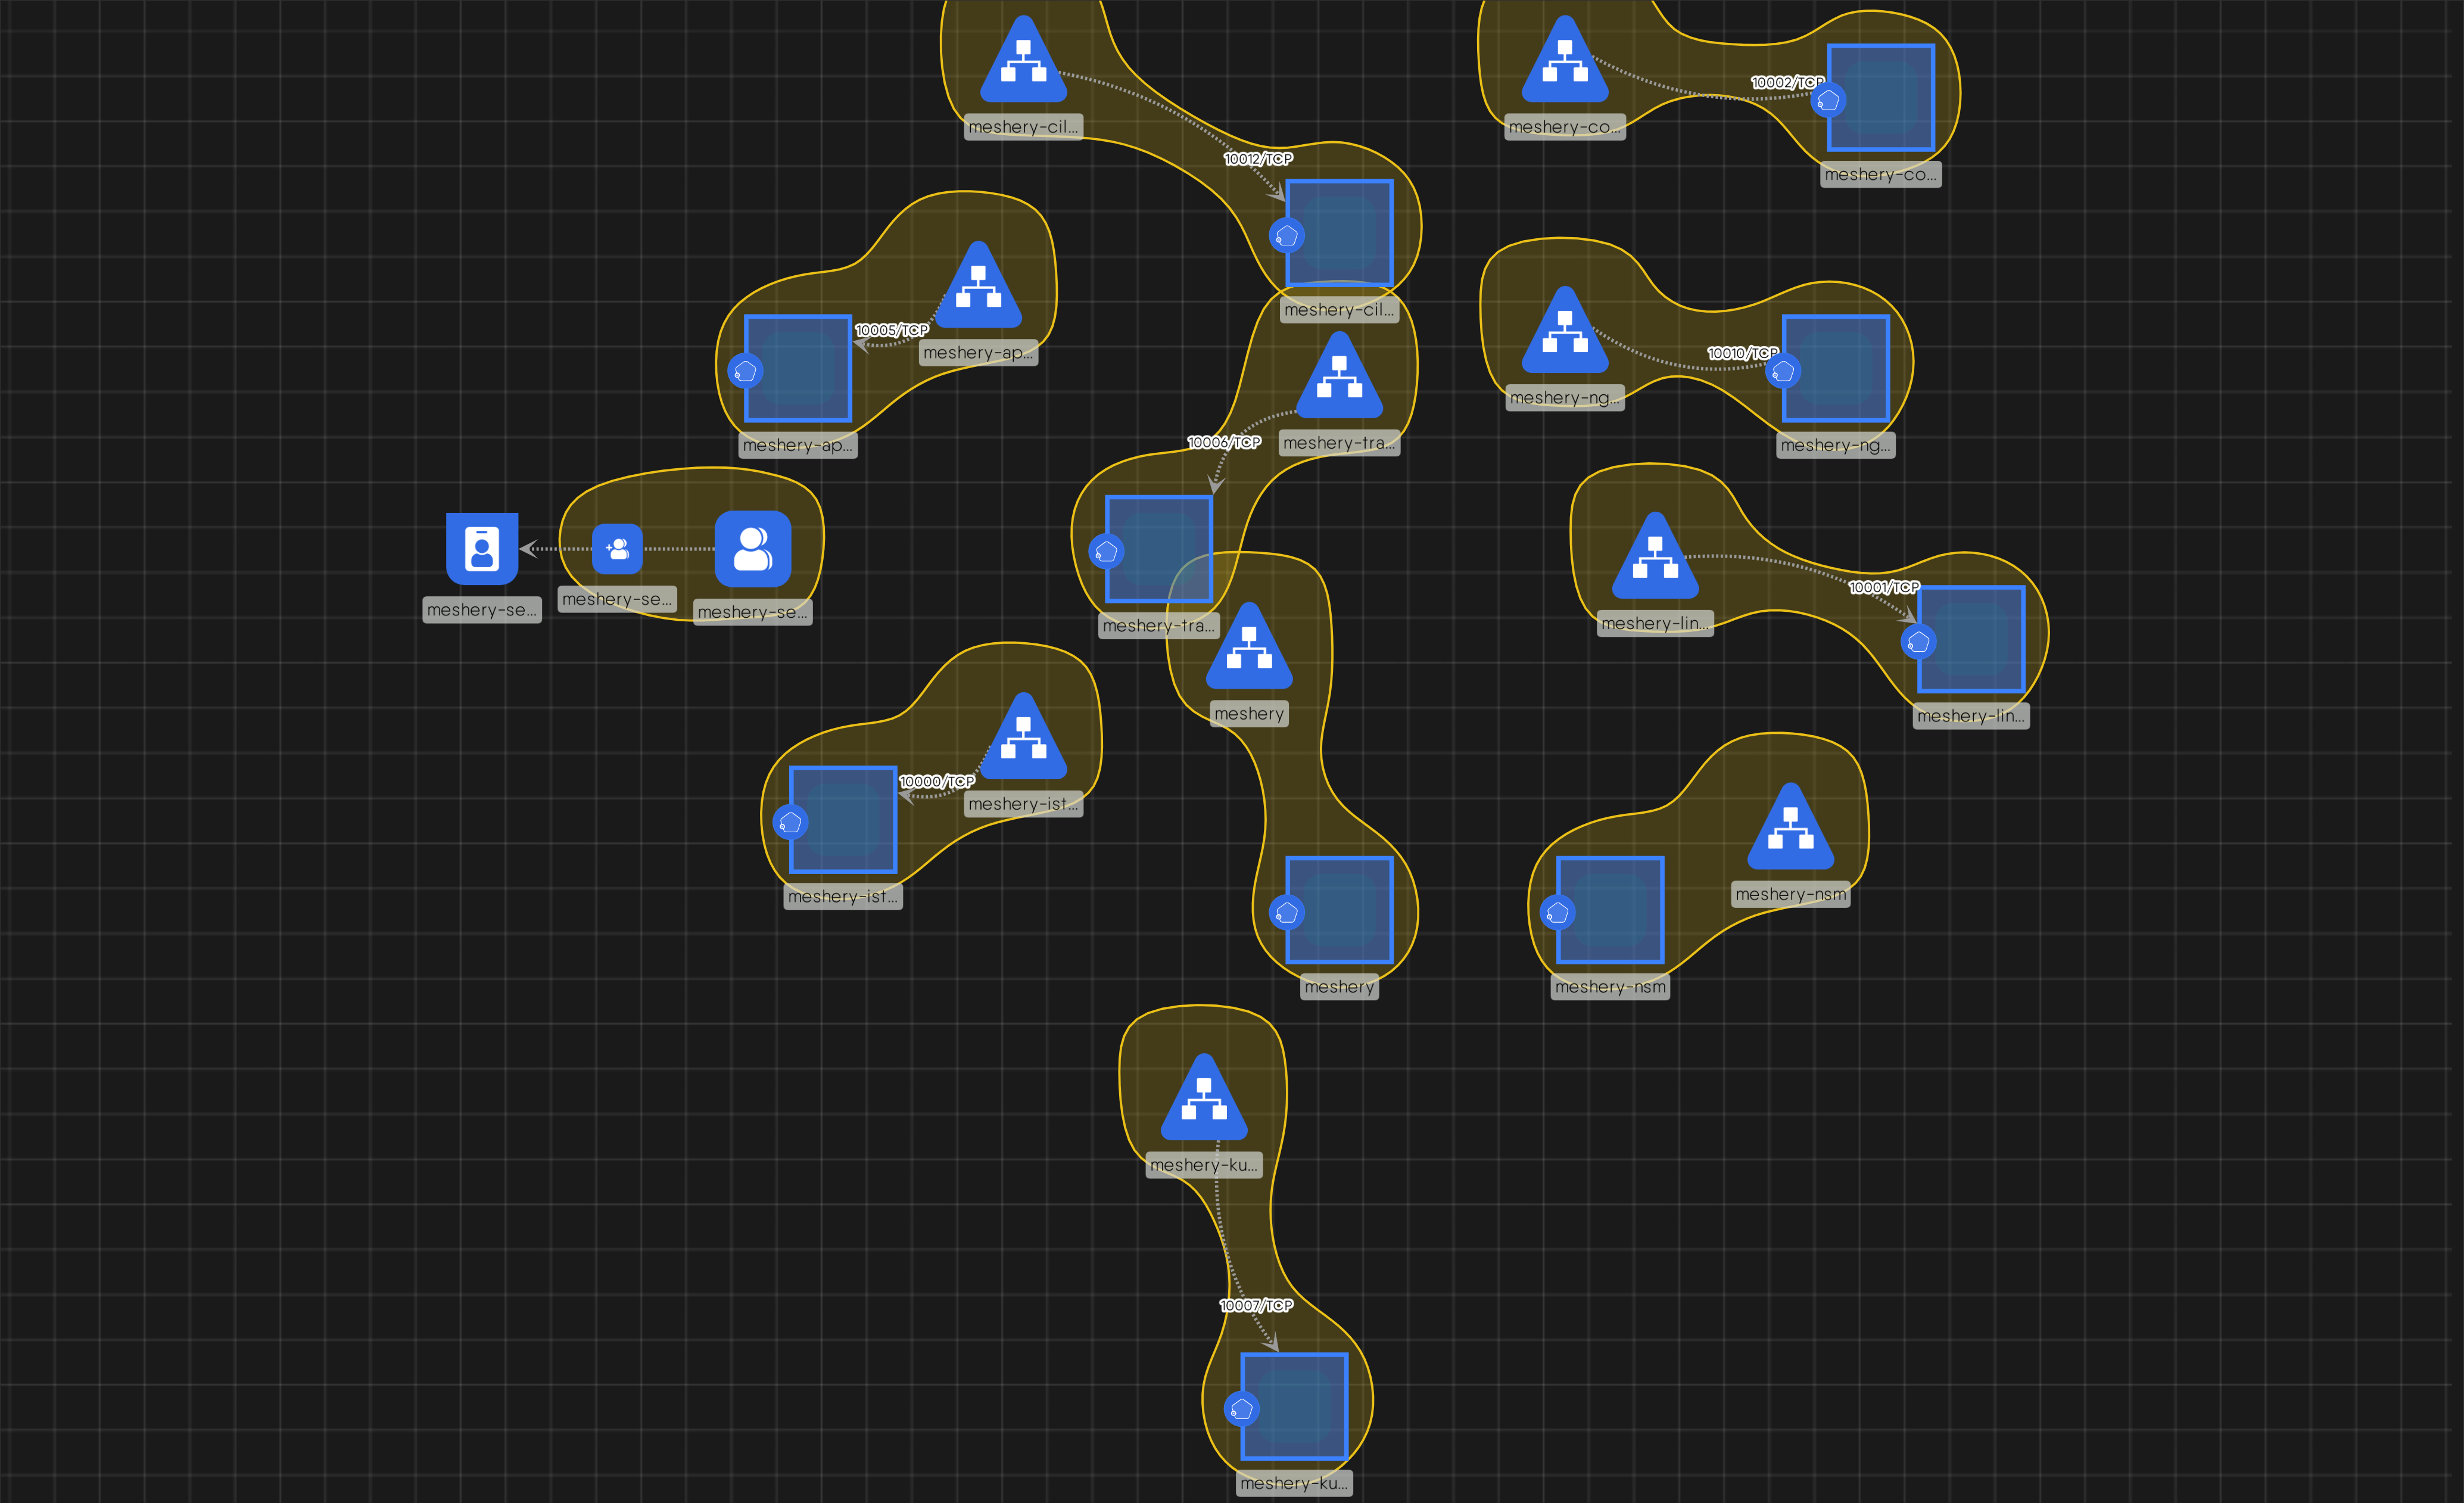 meshery-cil...
10012/TCP
meshery-cil...
meshery-co...
10002/TCP
meshery-co...
meshery-ap...
10005/TCP
meshery-ap...
meshery-tra...
10006/TCP
meshery-tra...
meshery-ng...
10010/TCP
meshery-ng...
meshery-se...
meshery-se...
meshery-se...
meshery-lin...
10001/TCP
meshery-lin...
meshery
meshery
meshery-ist...
10000/TCP
meshery-ist...
meshery-nsm
meshery-nsm
meshery-ku...
10007/TCP
meshery-ku...